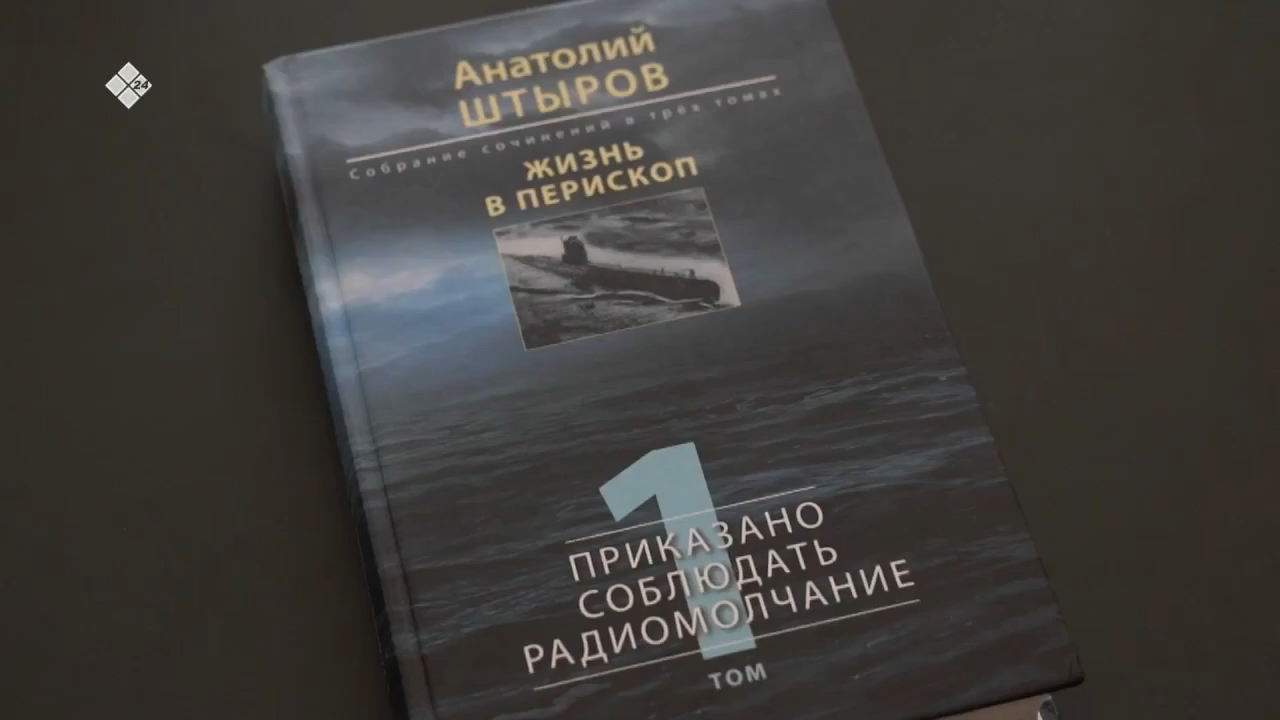 24
Анатолий
ШТЫРОВ
Собрание сочинений в трёх томах
ЖИЗНЬ
В ПЕРИСКОП
1
ПРИКАЗАНО
СОБЛЮДАТЬ
РАДИОМОЛЧАНИЕ
ТОМ